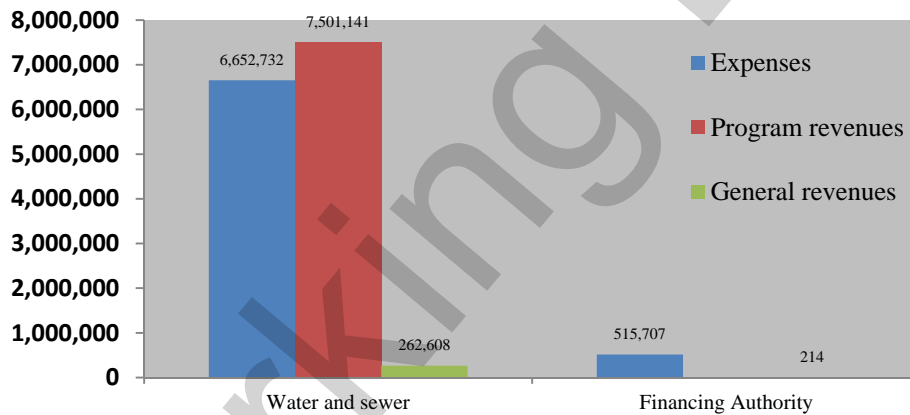 8,000,000
7,000,000
6,000,000
5,000,000
4,000,000
3,000,000
2,000,000
1,000,000
0
6,652,732
7,501,141
262,608
515,707
214
Expenses
Program revenues
General revenues
Water and sewer
Financing Authority
rking